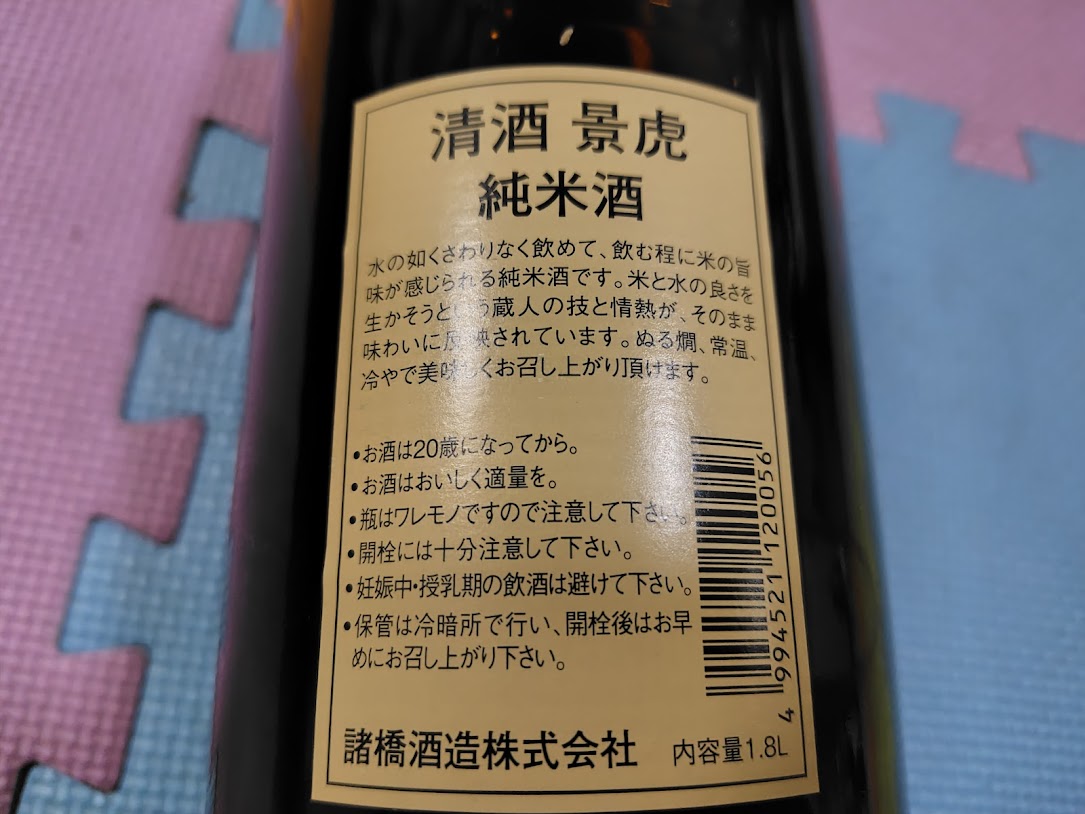 清酒 景虎
純米酒
水の如くさわりなく飲めて、飲む程に米の旨
味が感じられる純米酒です。米と水の良さを
生かそうという蔵人の技と情熱が、そのまま
味わいに反映されています。ぬる燗、常温、
冷やで美味しくお召し上がり頂けます。
•お酒は20歳になってから。
•お酒はおいしく適量を。
•瓶はワレモノですので注意して下さい。
•開栓には十分注意して下さい。
•妊娠中・授乳期の飲酒は避けて下さい。
•保管は冷暗所で行い、開栓後はお早
めにお召し上がり下さい。
4 994521 120056
諸橋酒造株式会社 内容量1.8L